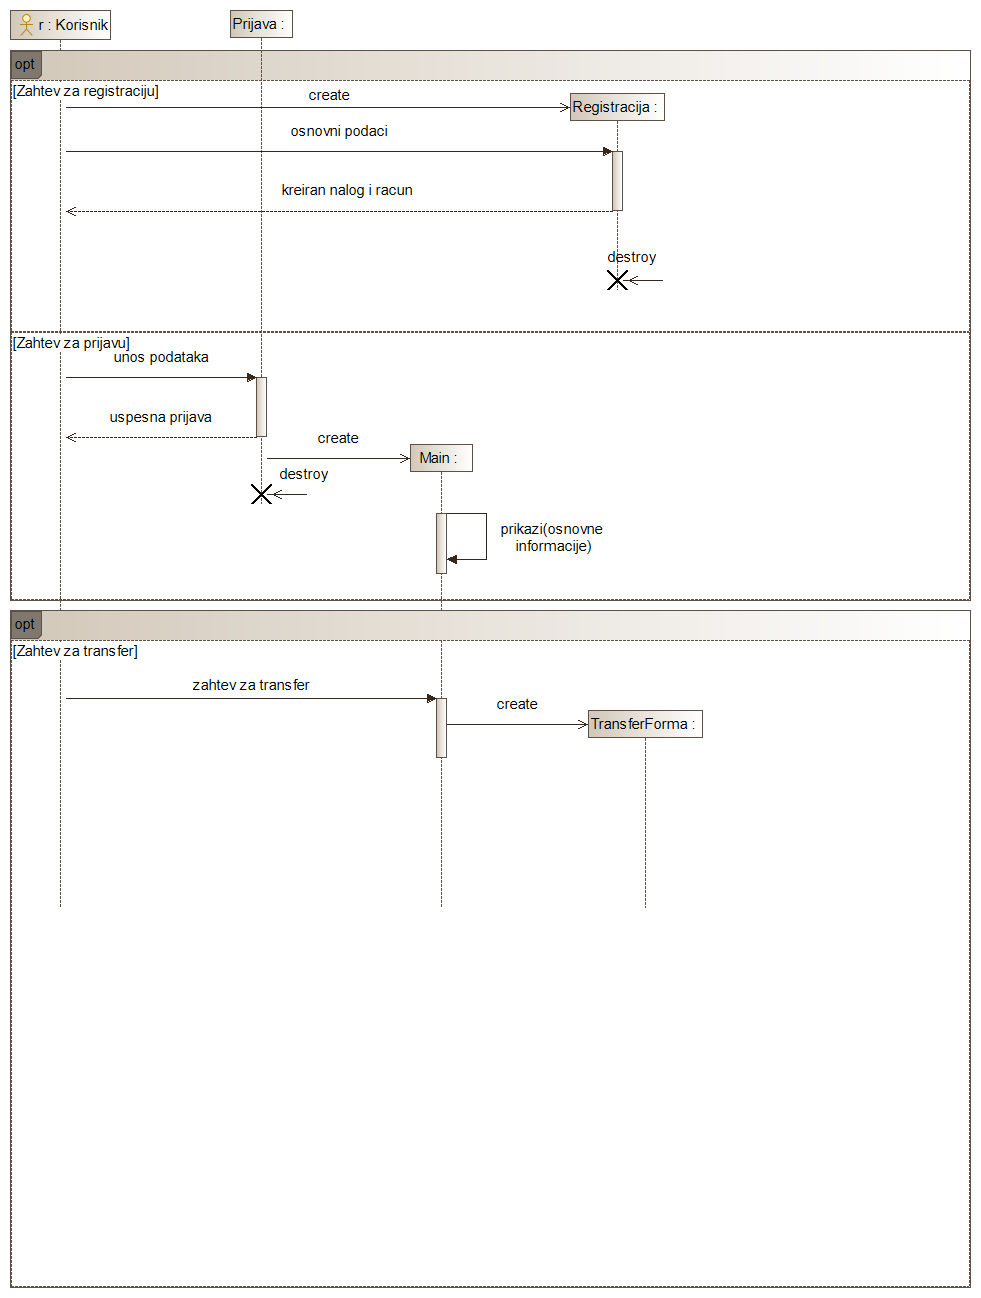 r : Korisnik
Prijava :
opt
[Zahtev za registraciju]
create
Registracija :
osnovni podaci
kreiran nalog i racun
destroy
[Zahtev za prijavu]
unos podataka
uspesna prijava
create
Main :
destroy
prikazi(osnovne
informacije)
opt
[Zahtev za transfer]
zahtev za transfer
create
TransferForma :